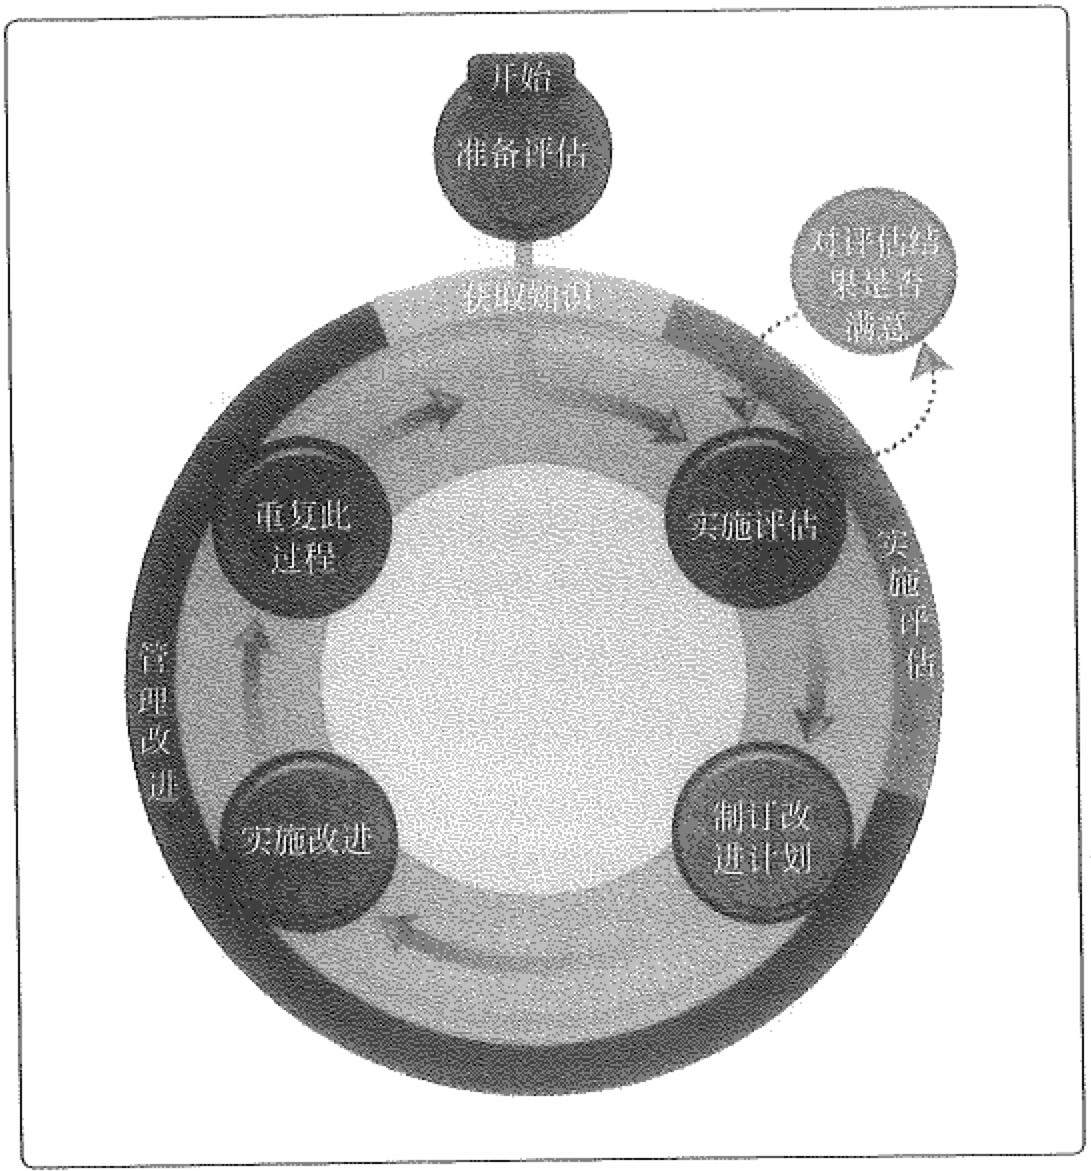 开始
准备评估
对评估结
果是否
满意
获取知识
重复此
过程
实施评估
实施评估
管理改进
实施改进
制订改
进计划